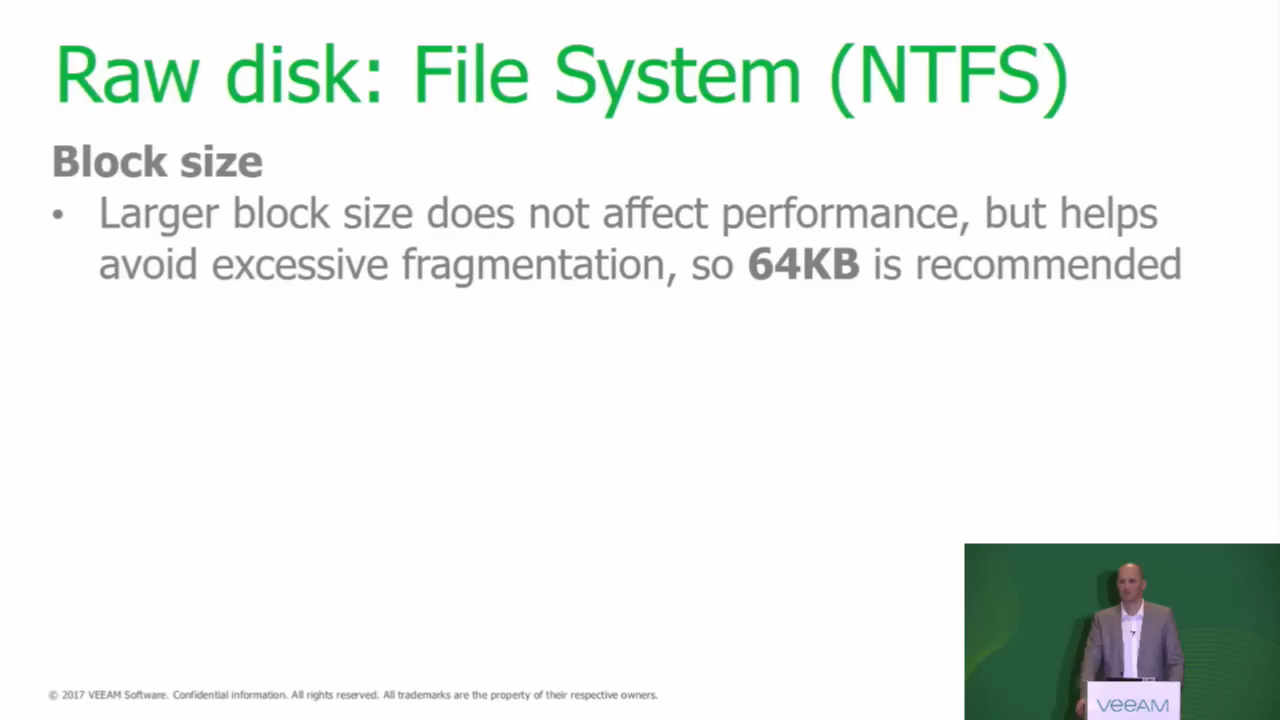 Raw disk: File System (NTFS)
Block size
• Larger block size does not affect performance, but helps
avoid excessive fragmentation, so 64KB is recommended
© 2017 VEEAM Software. Confidential information. All rights reserved. All trademarks are the property of their respective owners.
veeAM